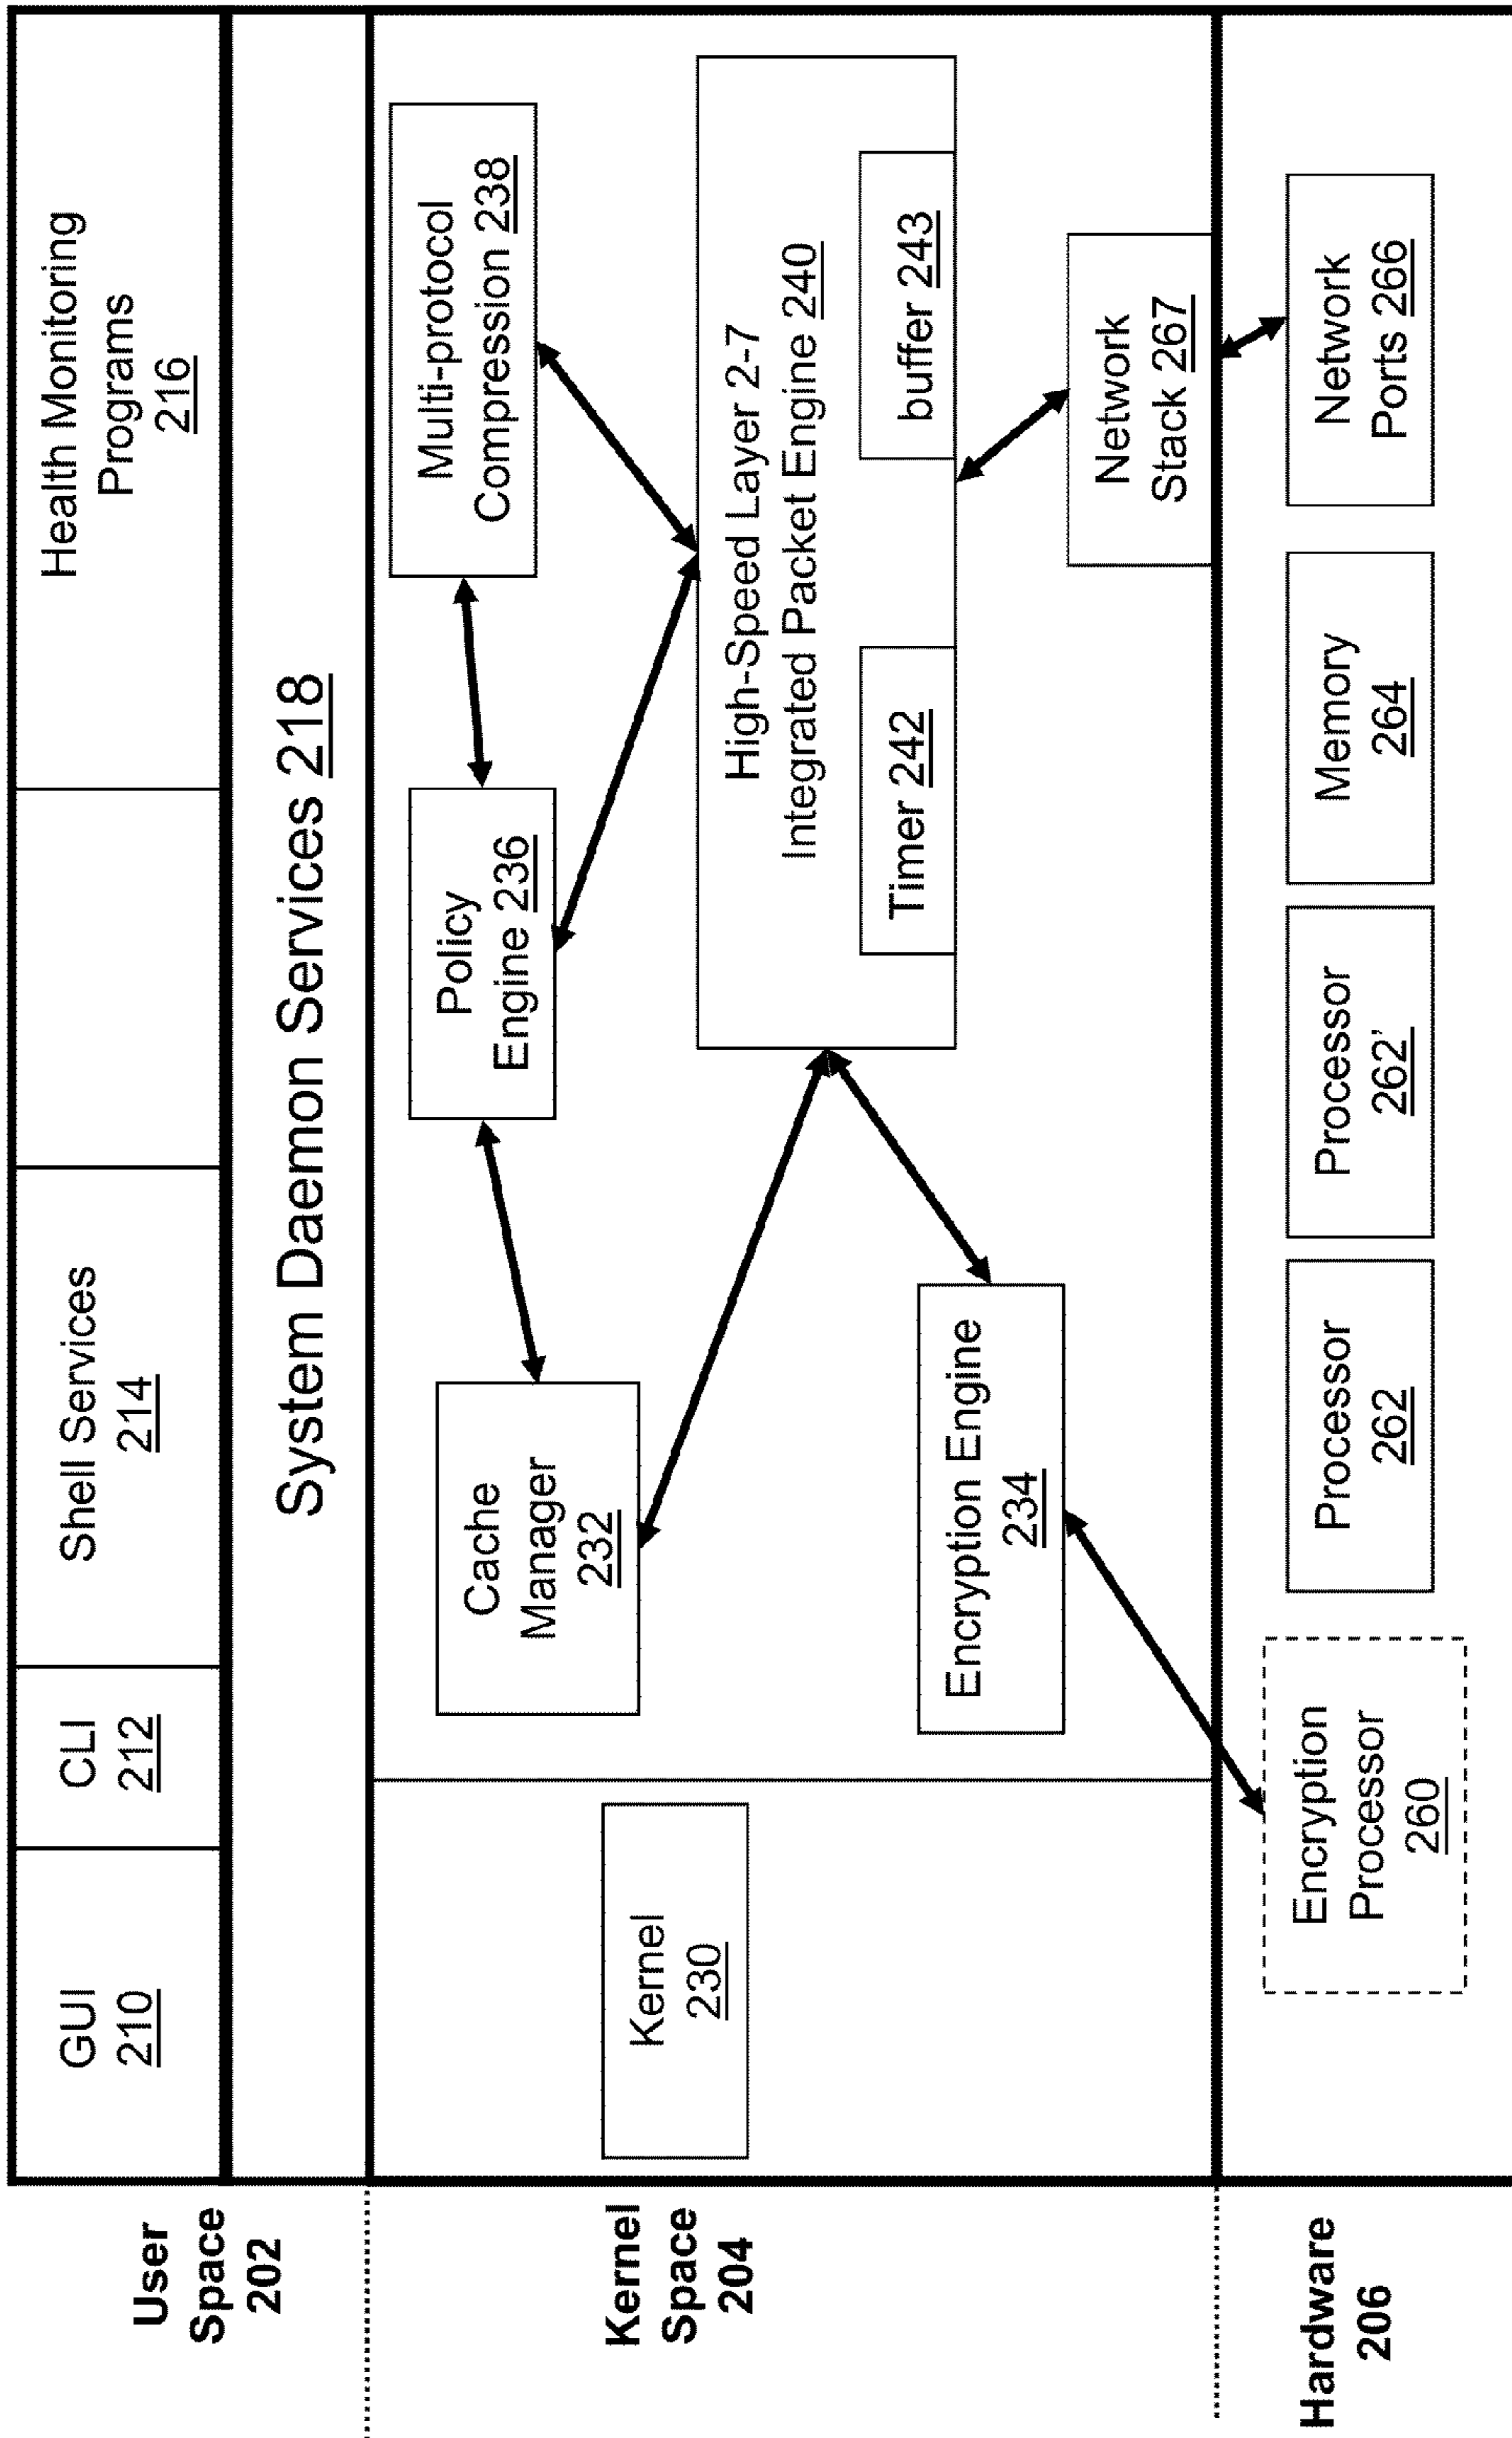 User
Space
202
GUI
210
CLI
212
Shell Services
214
Health Monitoring
Programs
216
System Daemon Services 218
Kernel
Space
204
Kernel
230
Cache
Manager
232
Policy
Engine 236
Multi-protocol
Compression 238
High-Speed Layer 2-7
Integrated Packet Engine 240
Timer 242
buffer 243
Encryption Engine
234
Network
Stack 267
Hardware
206
Encryption
Processor
260
Processor
262
Processor
262’
Memory
264
Network
Ports 266